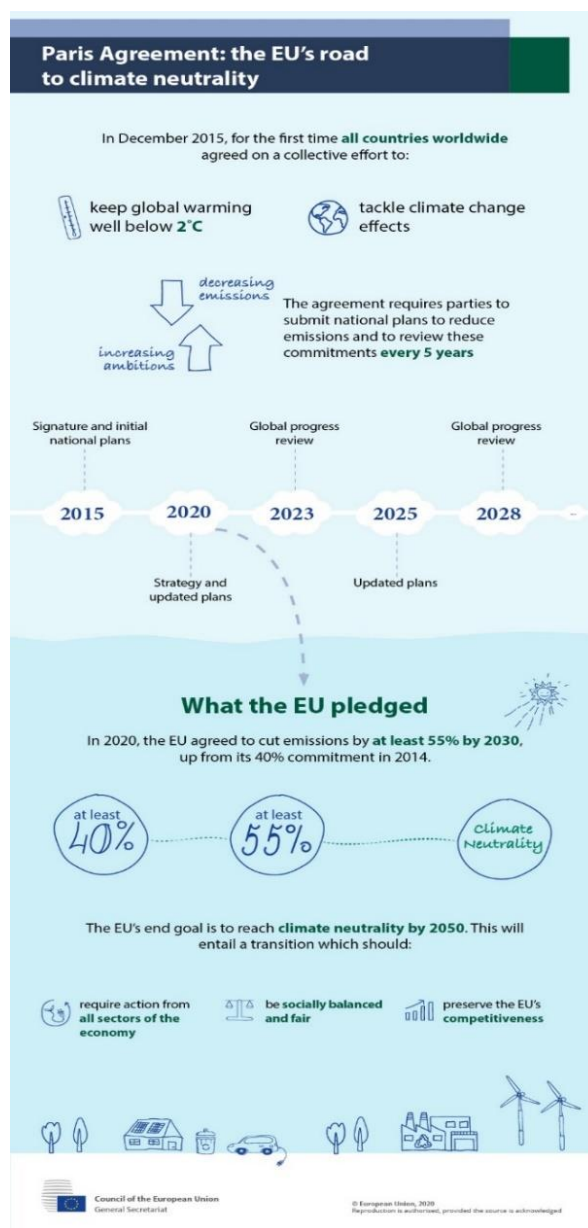 Paris Agreement: the EU's road
to climate neutrality
In December 2015, for the first time all countries worldwide
agreed on a collective effort to:
keep global warming
well below 2°C
tackle climate change
effects
decreasing
emissions
increasing
ambitions
The agreement requires parties to
submit national plans to reduce
emissions and to review these
commitments every 5 years
Signature and initial
national plans
Global progress
review
Global progress
review
2015
2020
2023
2025
2028
...
Strategy and
updated plans
Updated plans
What the EU pledged
In 2020, the EU agreed to cut emissions by at least 55% by 2030,
up from its 40% commitment in 2014.
at least
40%
at least
55%
Climate
Neutrality
The EU's end goal is to reach climate neutrality by 2050. This will
entail a transition which should:
require action from
all sectors of the
economy
be socially balanced
and fair
preserve the EU's
competitiveness
Council of the European Union
General Secretariat
© European Union, 2020
Reproduction is authorised, provided the source is acknowledged